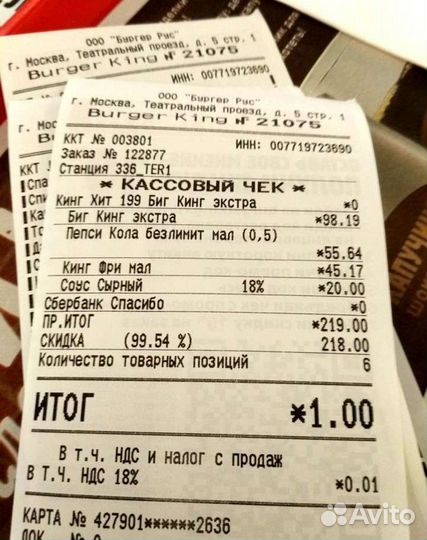 ООО "Бургер Рус"
г. Москва, Театральный проезд, д. 5 стр. 1
Burger King № 21075
ИНН: 007719723690
ООО "Бургер Рус"
г. Москва, Театральный проезд, д. 5 стр. 1
Burger King № 21075
ККТ № 003801 ИНН: 007719723690
Заказ № 122877
Станция 336_TER1
* КАССОВЫЙ ЧЕК *
Кинг Хит 199 Биг Кинг экстра *0
Биг Кинг экстра *98.19
Пепси Кола безлимит мал (0,5)
*55.64
Кинг Фри мал *45.17
Соус Сырный 18% *20.00
Сбербанк Спасибо *0
ПР.ИТОГ *219.00
СКИДКА (99.54 %) 218.00
Количество товарных позиций 6
ИТОГ *1.00
В т.ч. НДС и налог с продаж
В Т.Ч. НДС 18% *0.01
КАРТА № 427901******2636
Avito